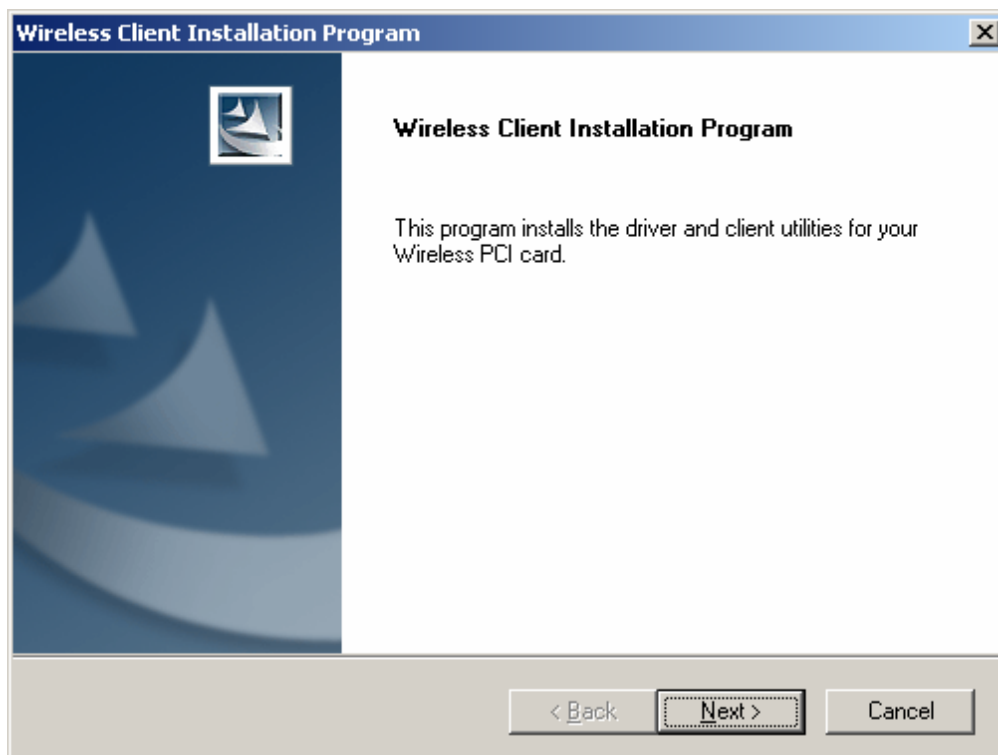 Wireless Client Installation Program
Wireless Client Installation Program
This program installs the driver and client utilities for your
Wireless PCI card.
< Back
Next >
Cancel